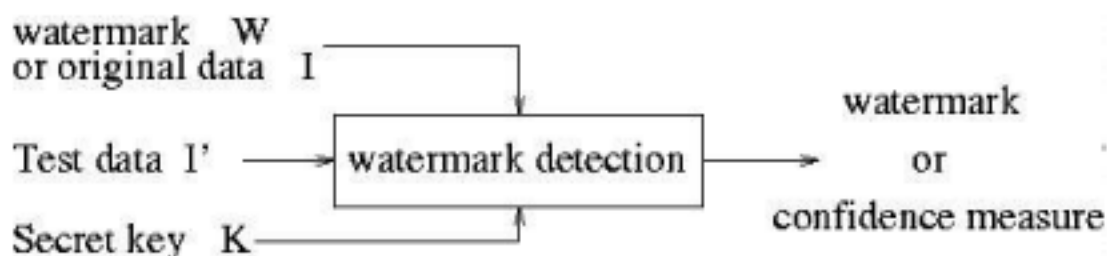 watermark W
or original data I
Test data I'
Secret key K
watermark detection
watermark
or
confidence measure